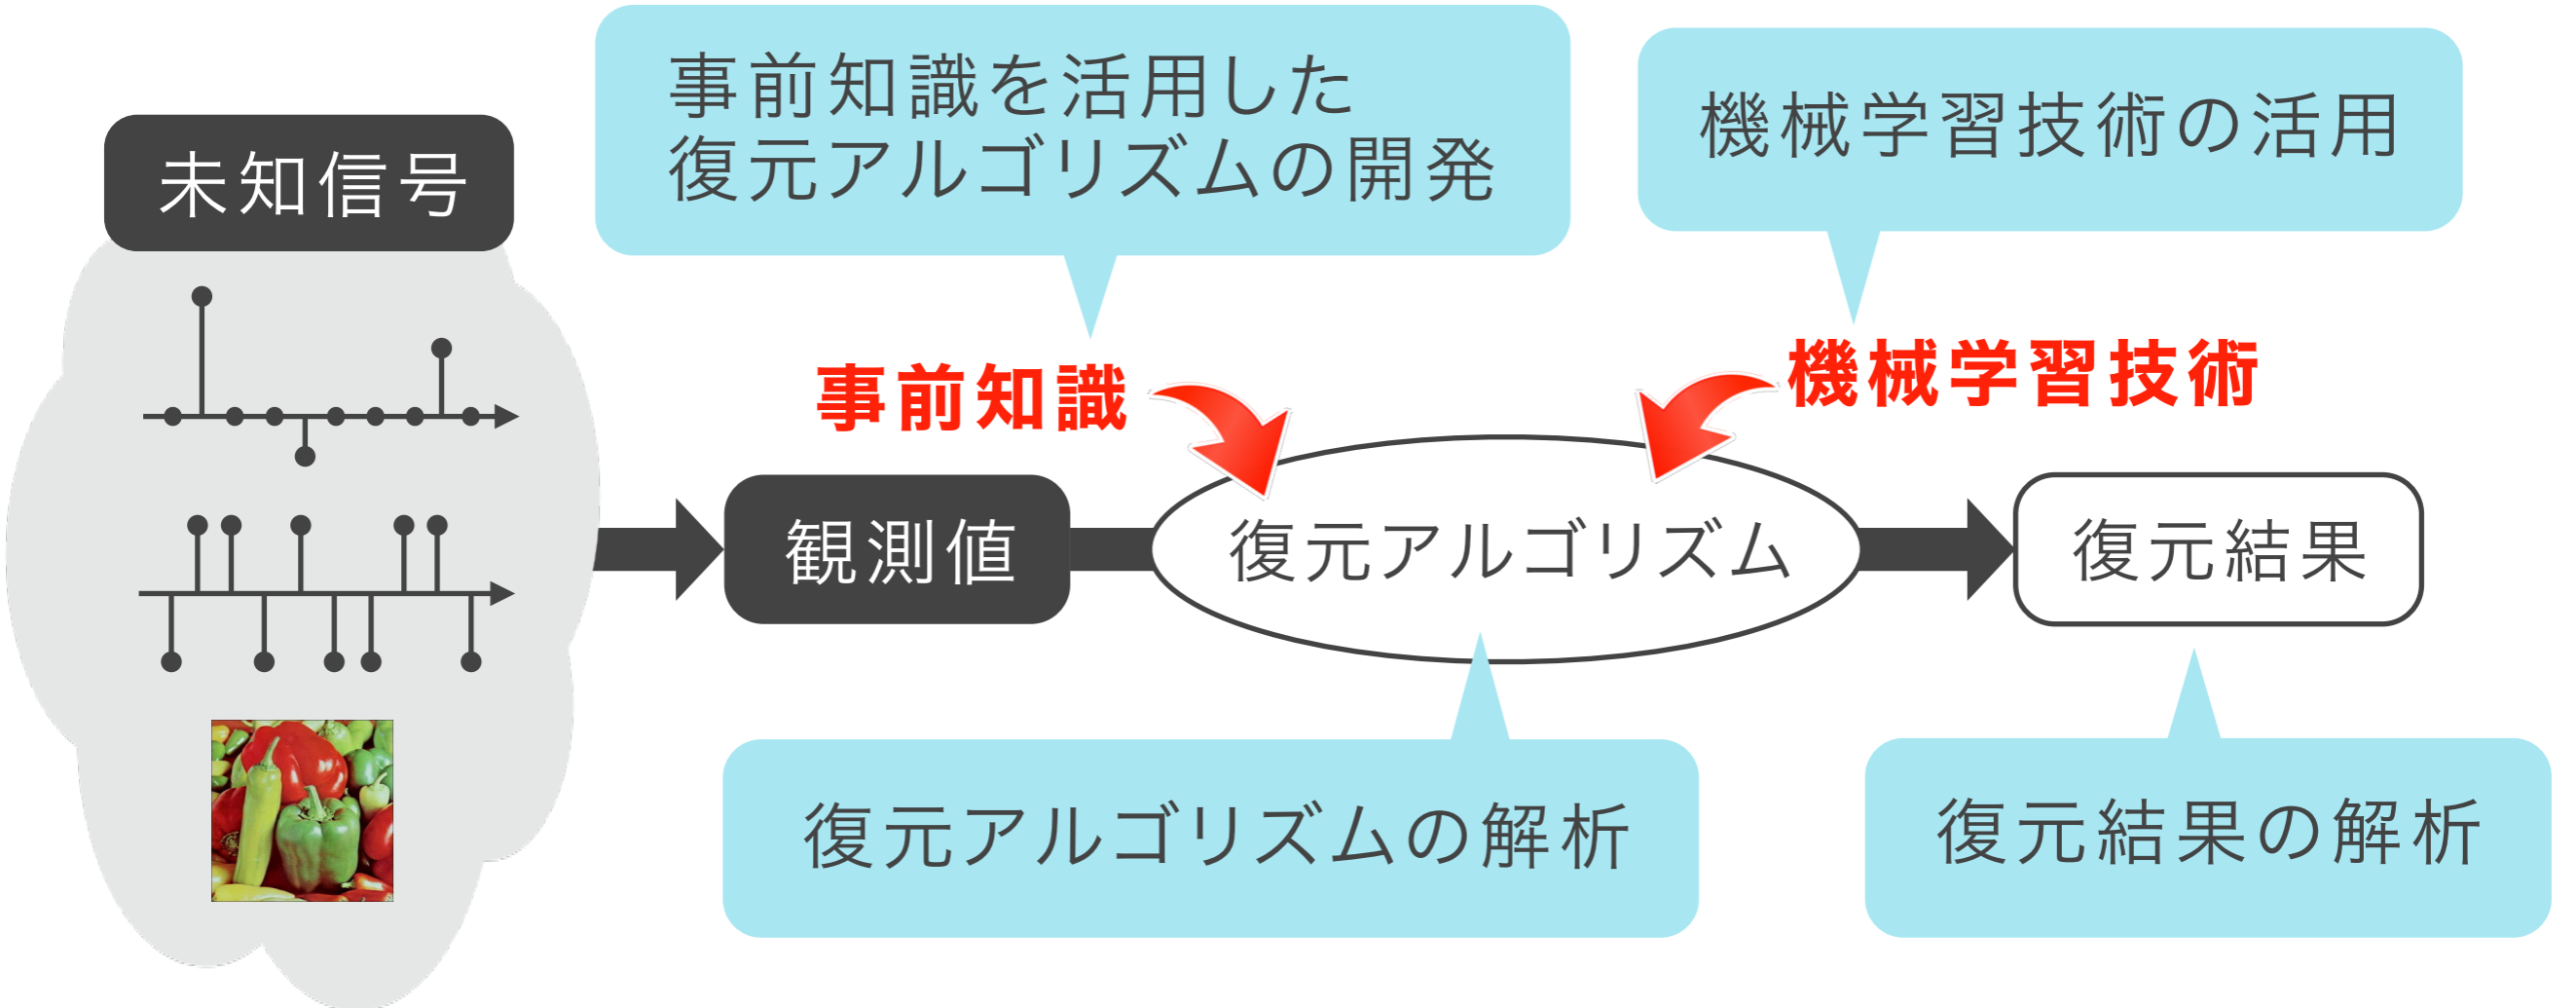 事前知識を活用した
復元アルゴリズムの開発
機械学習技術の活用
未知信号
事前知識
機械学習技術
観測値
復元アルゴリズム
復元結果
復元アルゴリズムの解析
復元結果の解析